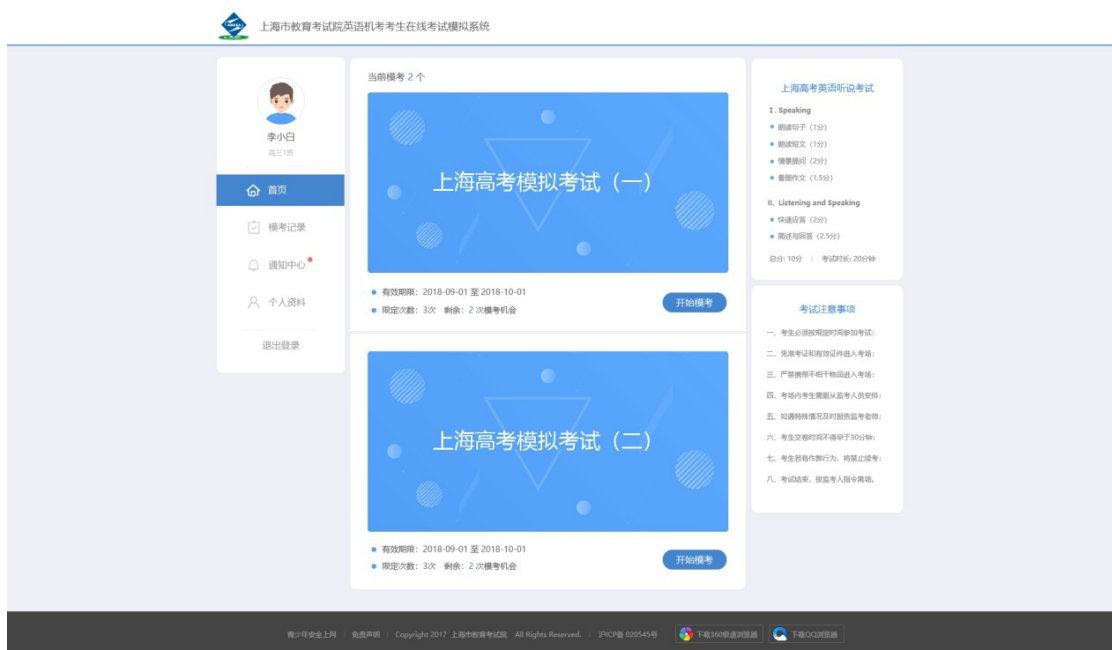 上海市教育考试院英语机考考生在线考试模拟系统
李小白
高三1班
首页
模考记录
通知中心
个人资料
退出登录
当前模考 2 个
上海高考模拟考试（一）
有效期限：2018-09-01 至 2018-10-01
限定次数：3次 剩余：2 次模考机会
开始模考
上海高考模拟考试（二）
有效期限：2018-09-01 至 2018-10-01
限定次数：3次 剩余：2 次模考机会
开始模考
上海高考英语听说考试
I . Speaking
朗读句子（1分）
朗读短文（1分）
情景提问（2分）
看图作文（1.5分）
II. Listening and Speaking
快速应答（2分）
简述与回答（2.5分）
总分: 10分 | 考试时长: 20分钟
考试注意事项
一、考生必须按规定时间参加考试；
二、凭准考证和有效证件进入考场；
三、严禁携带不相干物品进入考场；
四、考场内考生需服从监考人员安排；
五、如遇特殊情况及时报告监考老师；
六、考生交卷时间不得早于30分钟；
七、考生若有作弊行为，将禁止续考；
八、考试结束，按监考人指令离场。
青少年安全上网 | 免责声明 | Copyright 2017 上海市教育考试院 All Rights Reserved. | 沪ICP备 020545号
下载360极速浏览器
下载QQ浏览器